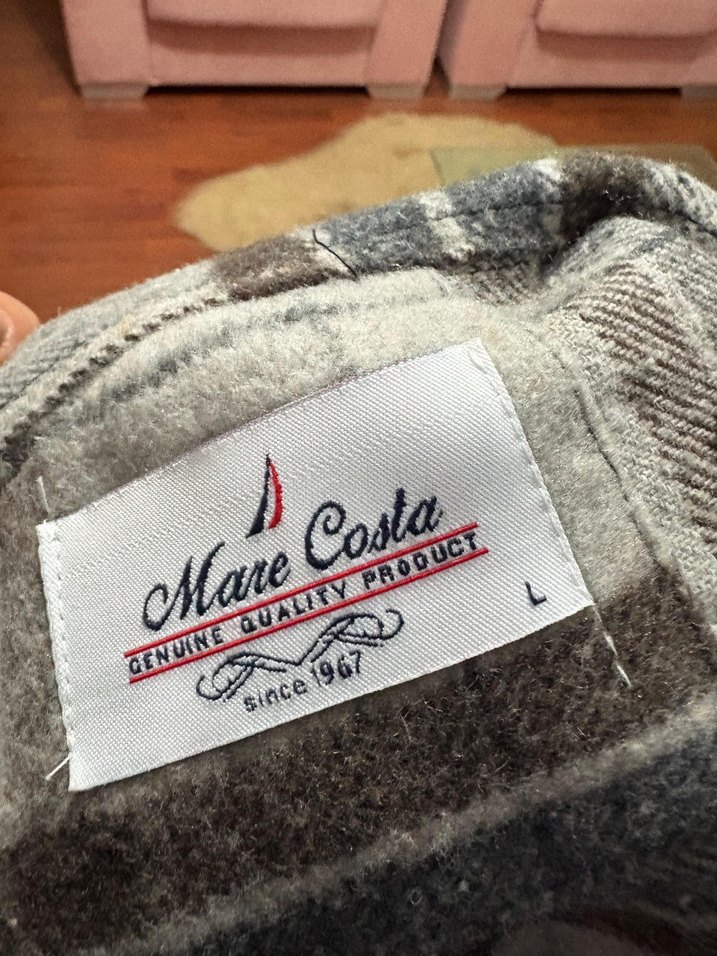 Mare Costa
GENUINE QUALITY PRODUCT
since 1967
L